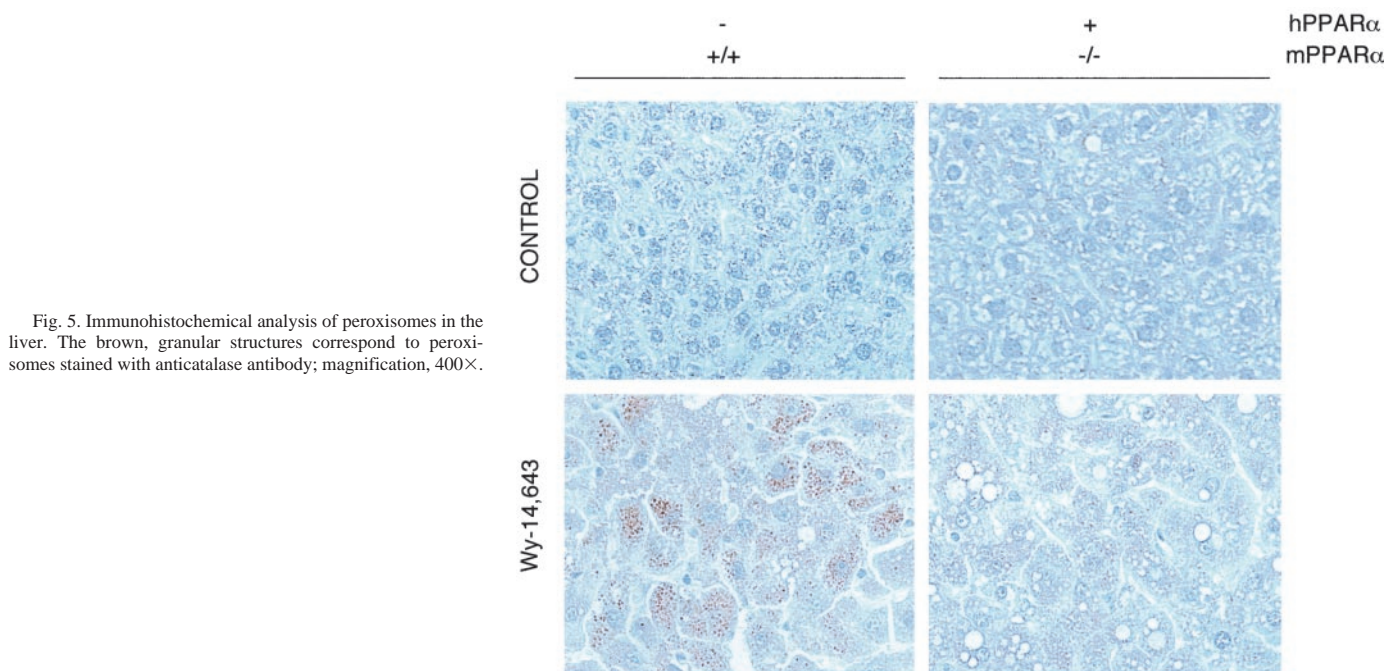 - + hPPARα
+/+ -/- mPPARα
CONTROL
Wy-14,643
Fig. 5. Immunohistochemical analysis of peroxisomes in the
liver. The brown, granular structures correspond to peroxi-
somes stained with anticatalase antibody; magnification, 400×.